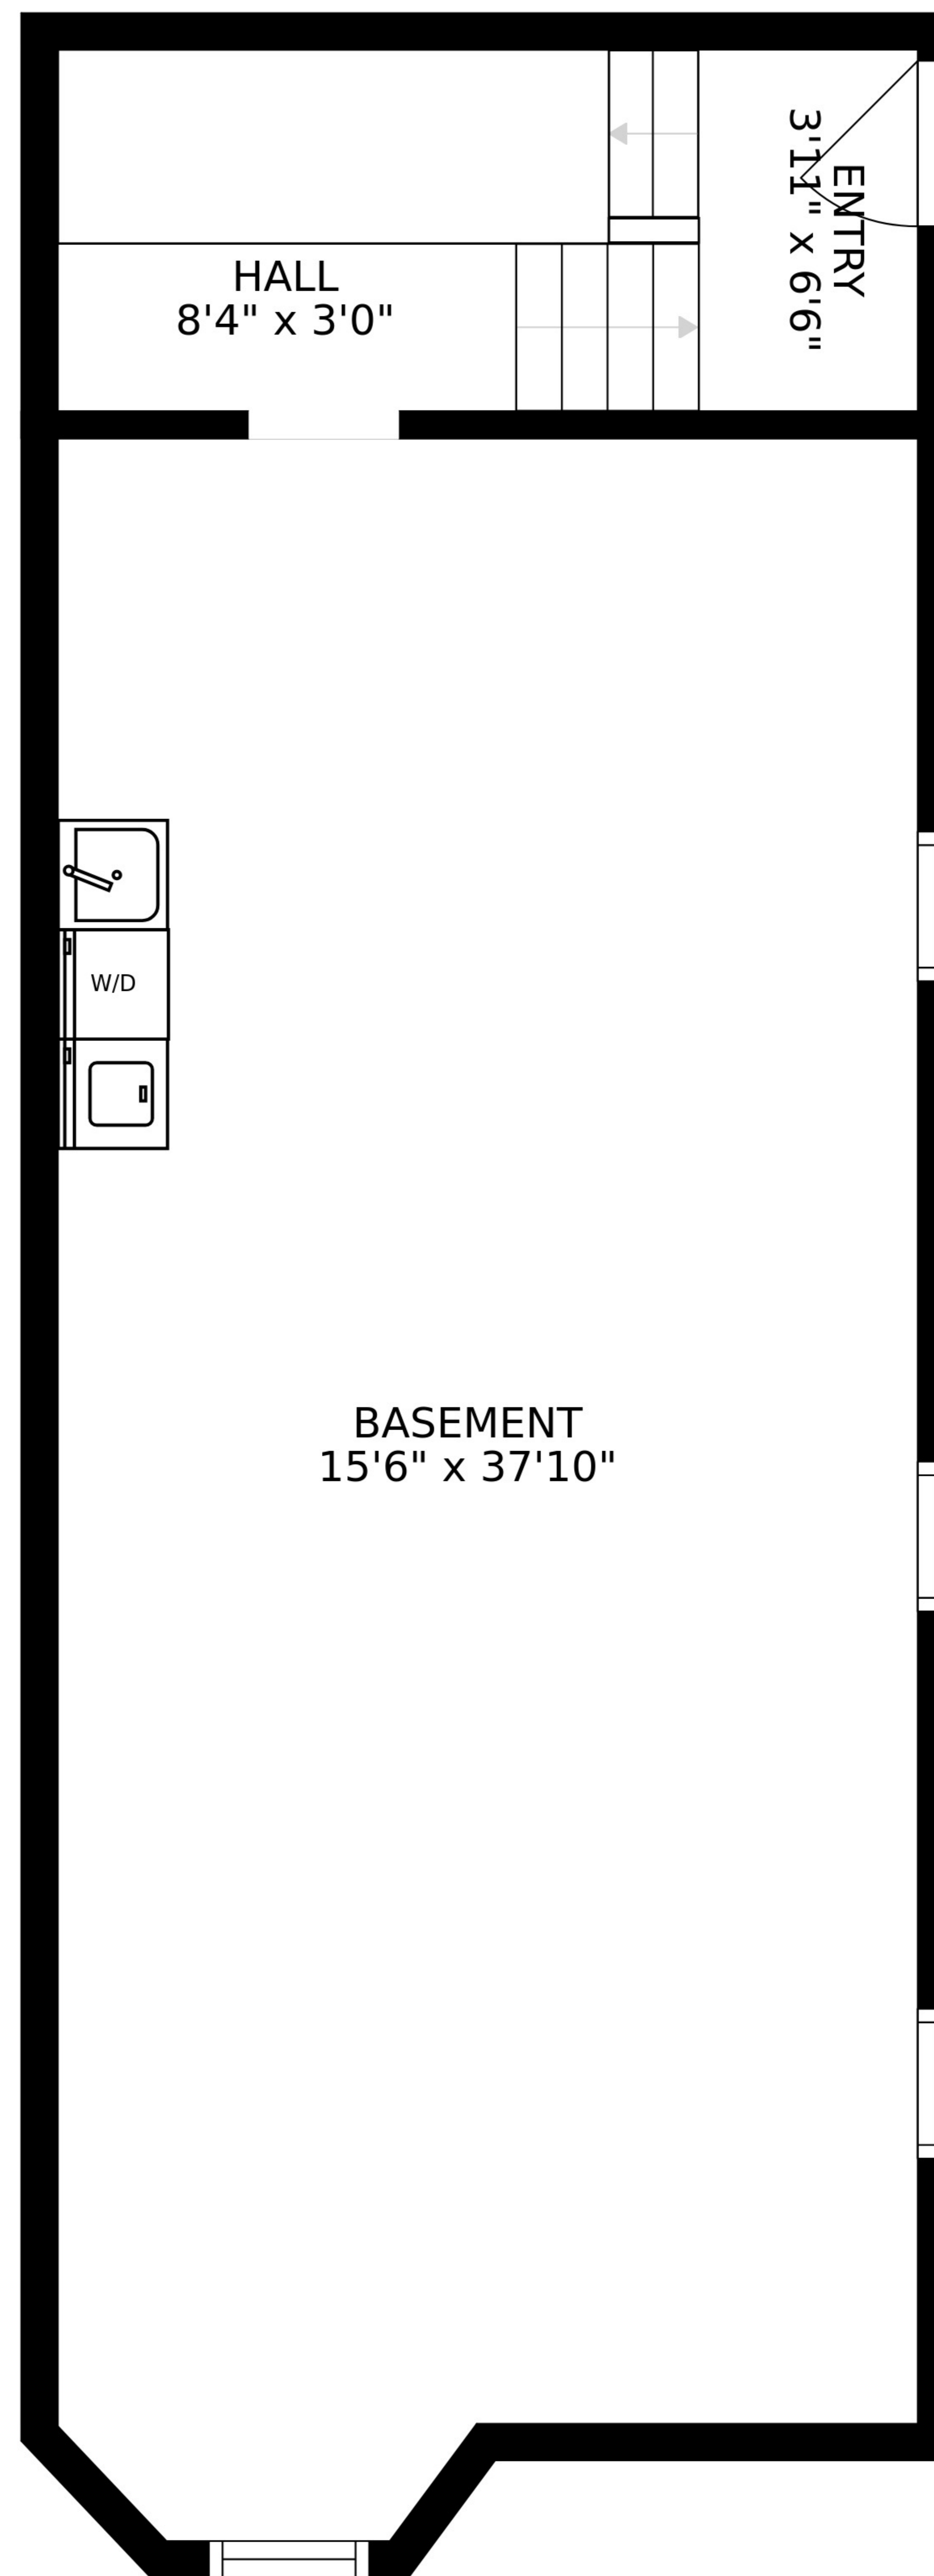 HALL
8'4" x 3'0"
ENTRY
3'11" x 6'6"
W/D
BASEMENT
15'6" x 37'10"